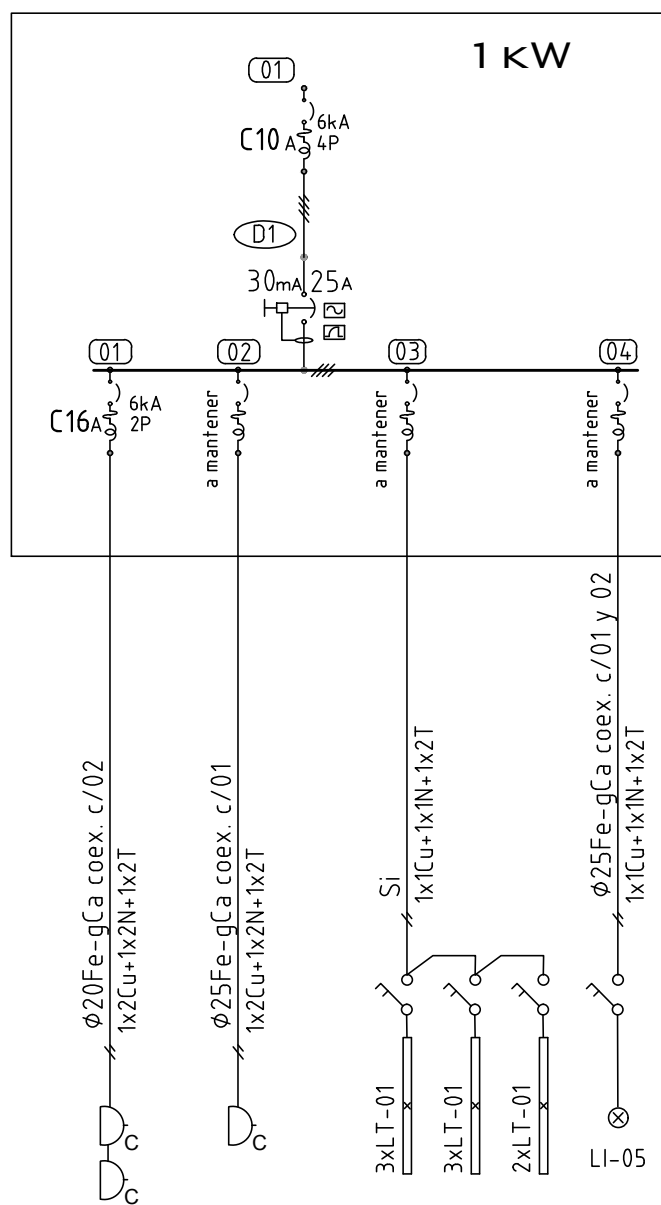 1 KW
01
C10 A
6kA
4P
D1
30mA 25A
01
02
03
04
C16A
6kA
2P
a mantener
a mantener
a mantener
Φ20Fe-gCa coex. c/02
1x2Cu+1x2N+1x2T
Φ25Fe-gCa coex. c/01
1x2Cu+1x2N+1x2T
Si
1x1Cu+1x1N+1x2T
Φ25Fe-gCa coex. c/01 y 02
1x1Cu+1x1N+1x2T
C
C
C
3xLT-01
3xLT-01
2xLT-01
LI-05